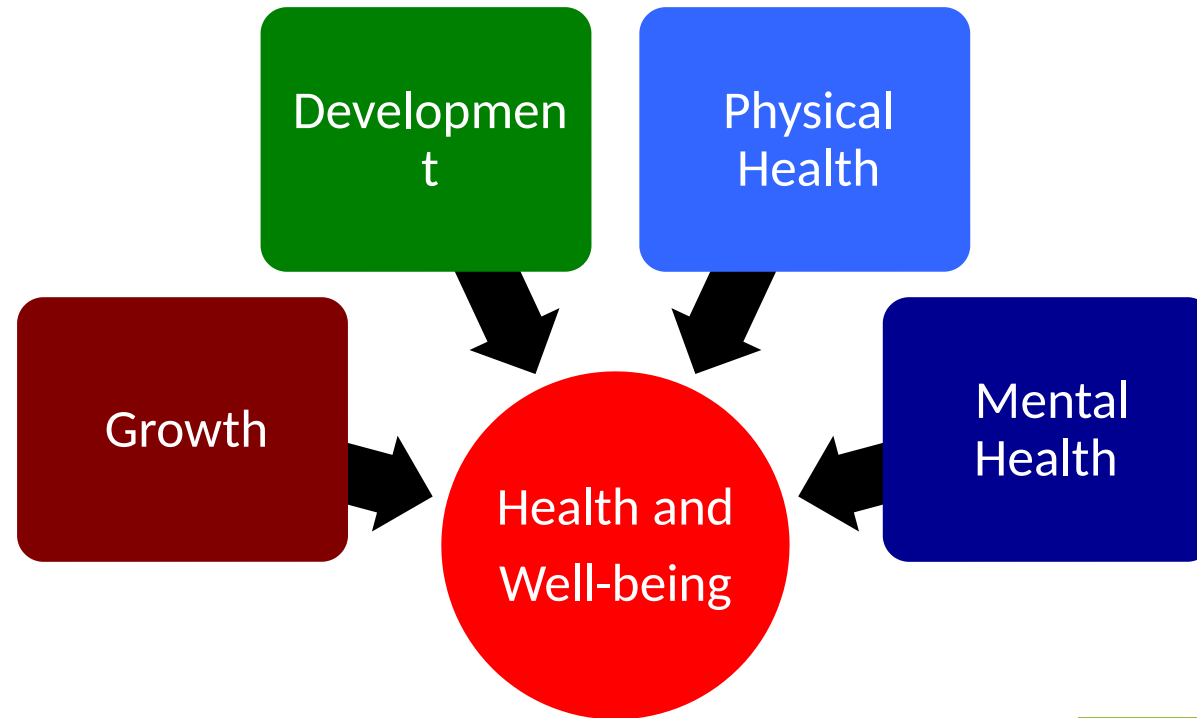 Developmen
t
Physical
Health
Growth
Mental
Health
Health and
Well-being